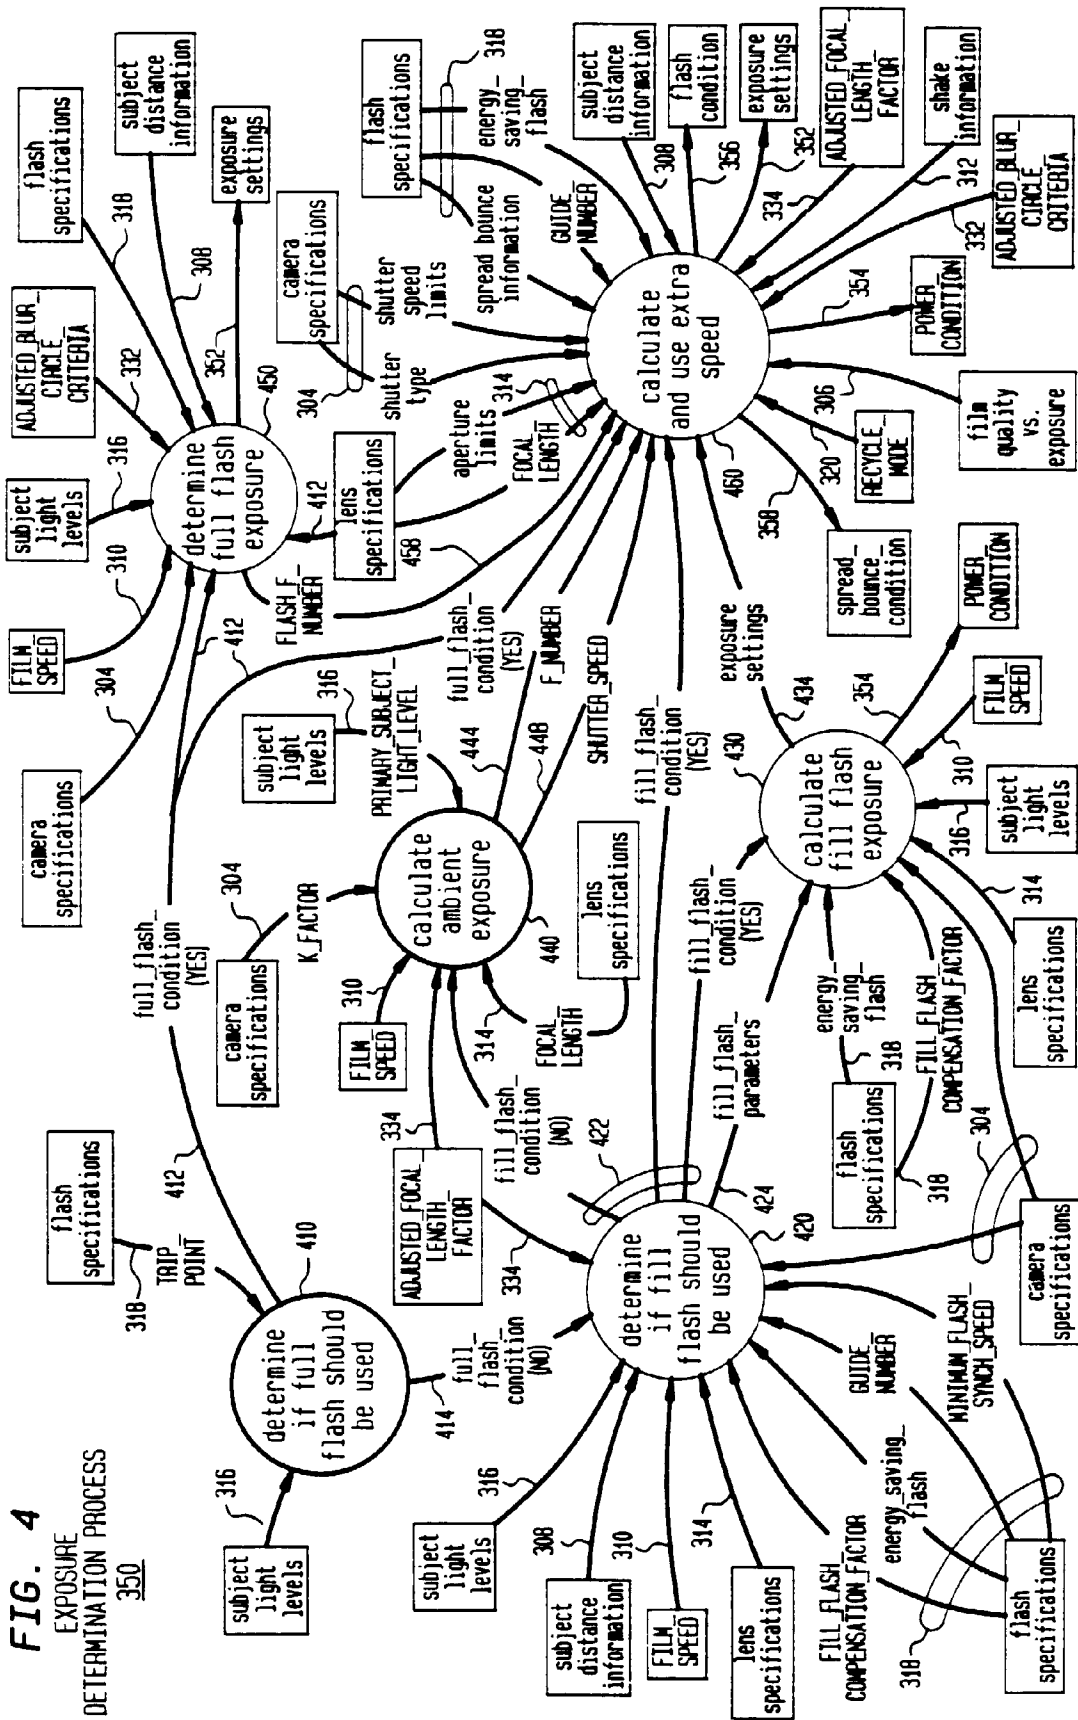 FIG. 4
EXPOSURE
DETERMINATION PROCESS
350
subject
light
levels
316
flash
specifications
318
TRIP_
POINT
determine
if full
flash should
be used
410
412
full_flash_
condition
(YES)
414
full_
flash_
condition
(NO)
camera
specifications
304
412
FILM_
SPEED
310
subject
light
levels
316
ADJUSTED_BLUR_
CIRCLE_
CRITERIA
332
flash
specifications
318
subject
distance
information
308
exposure
settings
352
determine
full flash
exposure
450
412
lens
specifications
FLASH_F_
NUMBER
458
412
full_flash_
condition
(YES)
camera
specifications
304
K_FACTOR
subject
light
levels
316
PRIMARY_SUBJECT_
LIGHT_LEVEL
FILM_
SPEED
310
calculate
ambient
exposure
440
444
F_NUMBER
448
SHUTTER_SPEED
334
314
FOCAL_
LENGTH
lens
specifications
fill_flash_
condition
(NO)
ADJUSTED_FOCAL_
LENGTH_
FACTOR
334
422
subject
light
levels
316
subject
distance
information
308
FILM_
SPEED
310
lens
specifications
314
determine
if fill
flash should
be used
420
424
fill_flash_
parameters
fill_flash_
condition
(YES)
fill_flash_
condition
(YES)
FILL_FLASH_
COMPENSATION_FACTOR
energy_saving_
flash
GUIDE_
NUMBER
MINIMUM_FLASH_
SYNCH_SPEED
318
flash
specifications
camera
specifications
304
flash
specifications
318
energy_
saving_
flash
318
FILL_FLASH_
COMPENSATION_FACTOR
lens
specifications
314
subject
light
levels
316
FILM_
SPEED
310
calculate
fill flash
exposure
430
434
exposure
settings
354
POWER_
CONDITION
camera
specifications
304
shutter
type
shutter
speed
limits
flash
specifications
318
spread bounce
information
GUIDE_
NUMBER
energy_
saving_
flash
aperture
limits
FOCAL_
LENGTH
314
calculate
and use extra
speed
460
subject
distance
information
308
flash
condition
356
exposure
settings
352
ADJUSTED_FOCAL_
LENGTH_
FACTOR
334
shake
information
312
ADJUSTED_BLUR_
CIRCLE_
CRITERIA
332
POWER_
CONDITION
354
film
quality
vs.
exposure
306
RECYCLE_
MODE
320
spread_
bounce_
condition
358